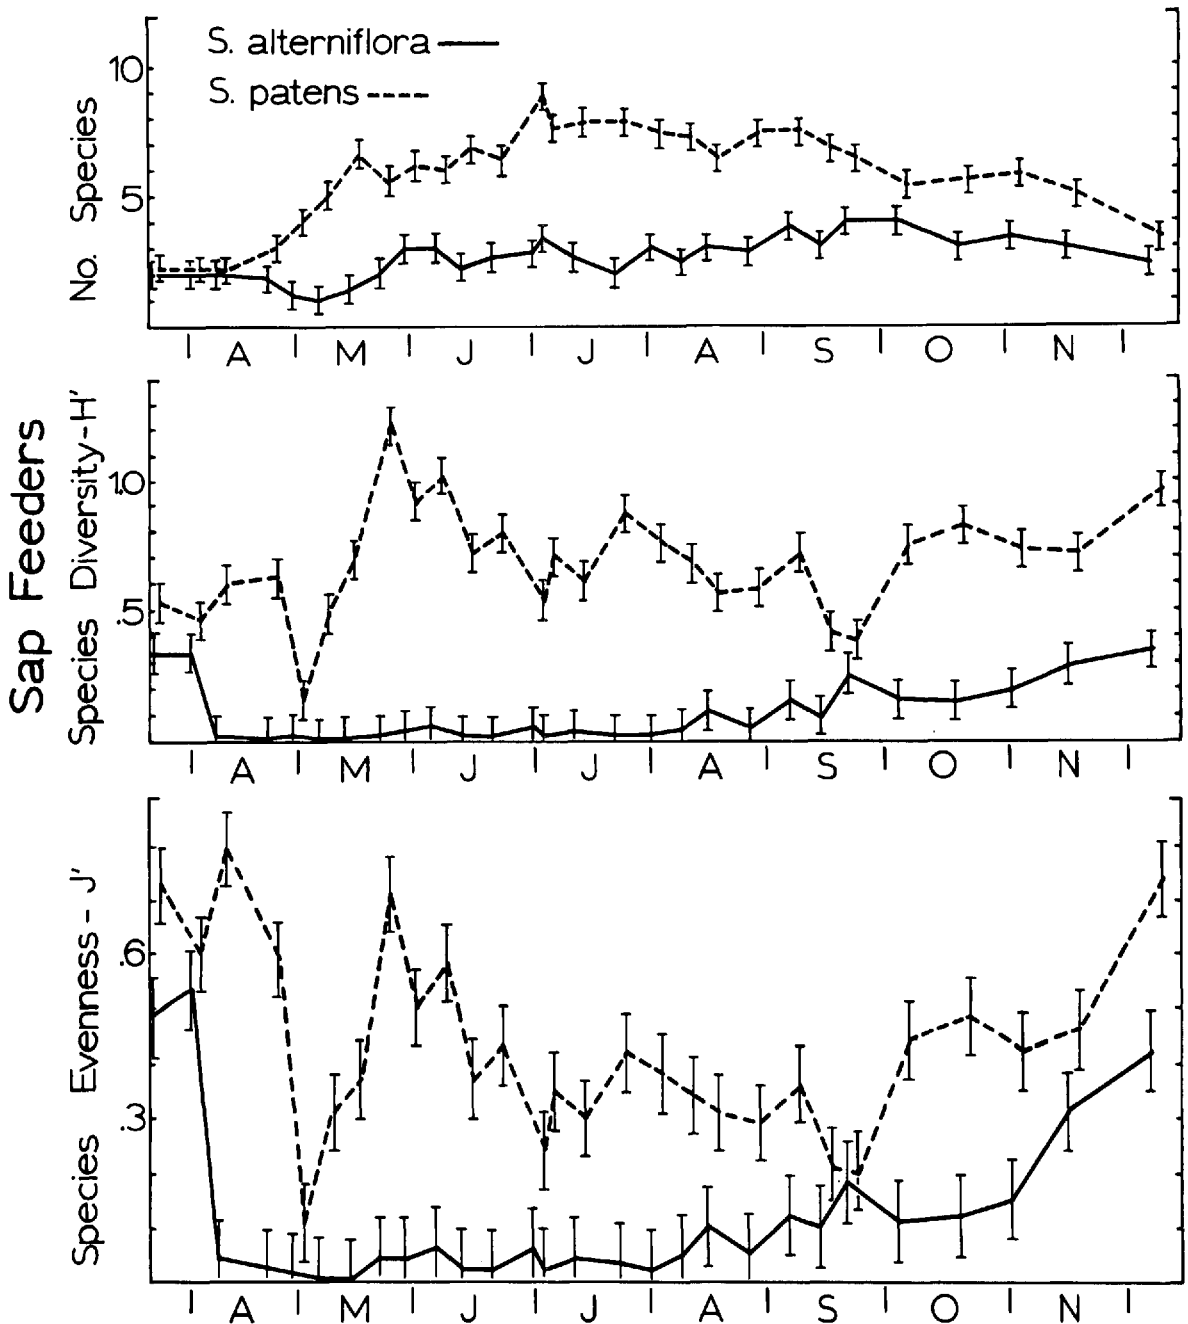 S. alterniflora
S. patens
10
5
No. Species
A M J J A S O N
Sap Feeders
Species Diversity-H'
1.0
.5
A M J J A S O N
Species Evenness-J'
.6
.3
A M J J A S O N